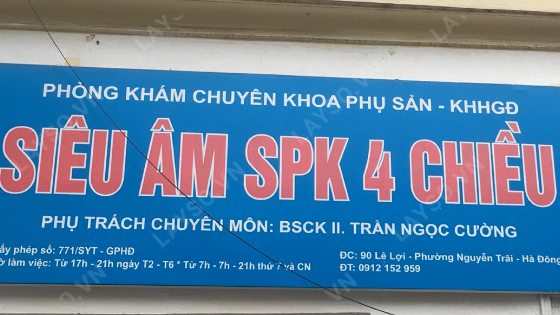 PHÒNG KHÁM CHUYÊN KHOA PHỤ SẢN - KHHGĐ
SIÊU ÂM SPK 4 CHIỀU
PHỤ TRÁCH CHUYÊN MÔN: BSCK II. TRẦN NGỌC CƯỜNG
ấy phép số: 771/SYT - GPHĐ
ờ làm việc: Từ 17h - 21h ngày T2 - T6 * Từ 7h - 7h - 21h thứ 7 và CN
ĐC: 90 Lê Lợi - Phường Nguyễn Trãi - Hà Đông
ĐT: 0912 152 959
LAYSO.VN